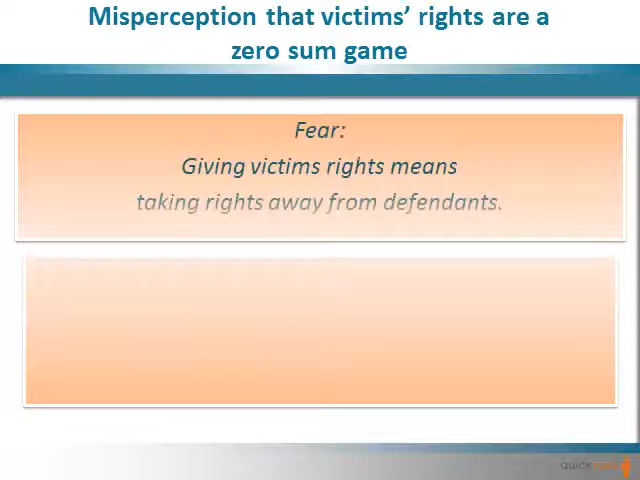 Misperception that victims’ rights are a
zero sum game
Fear:
Giving victims rights means
taking rights away from defendants.